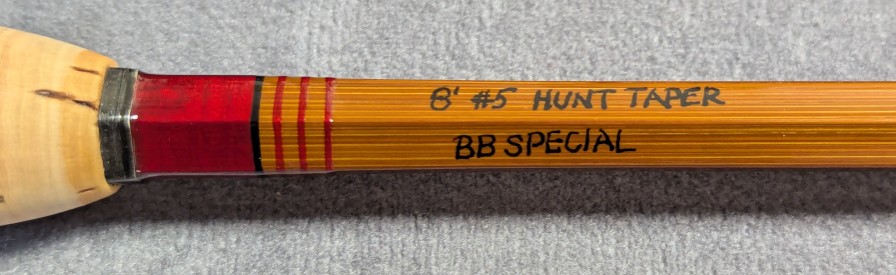 8' #5 HUNT TAPER
BB SPECIAL